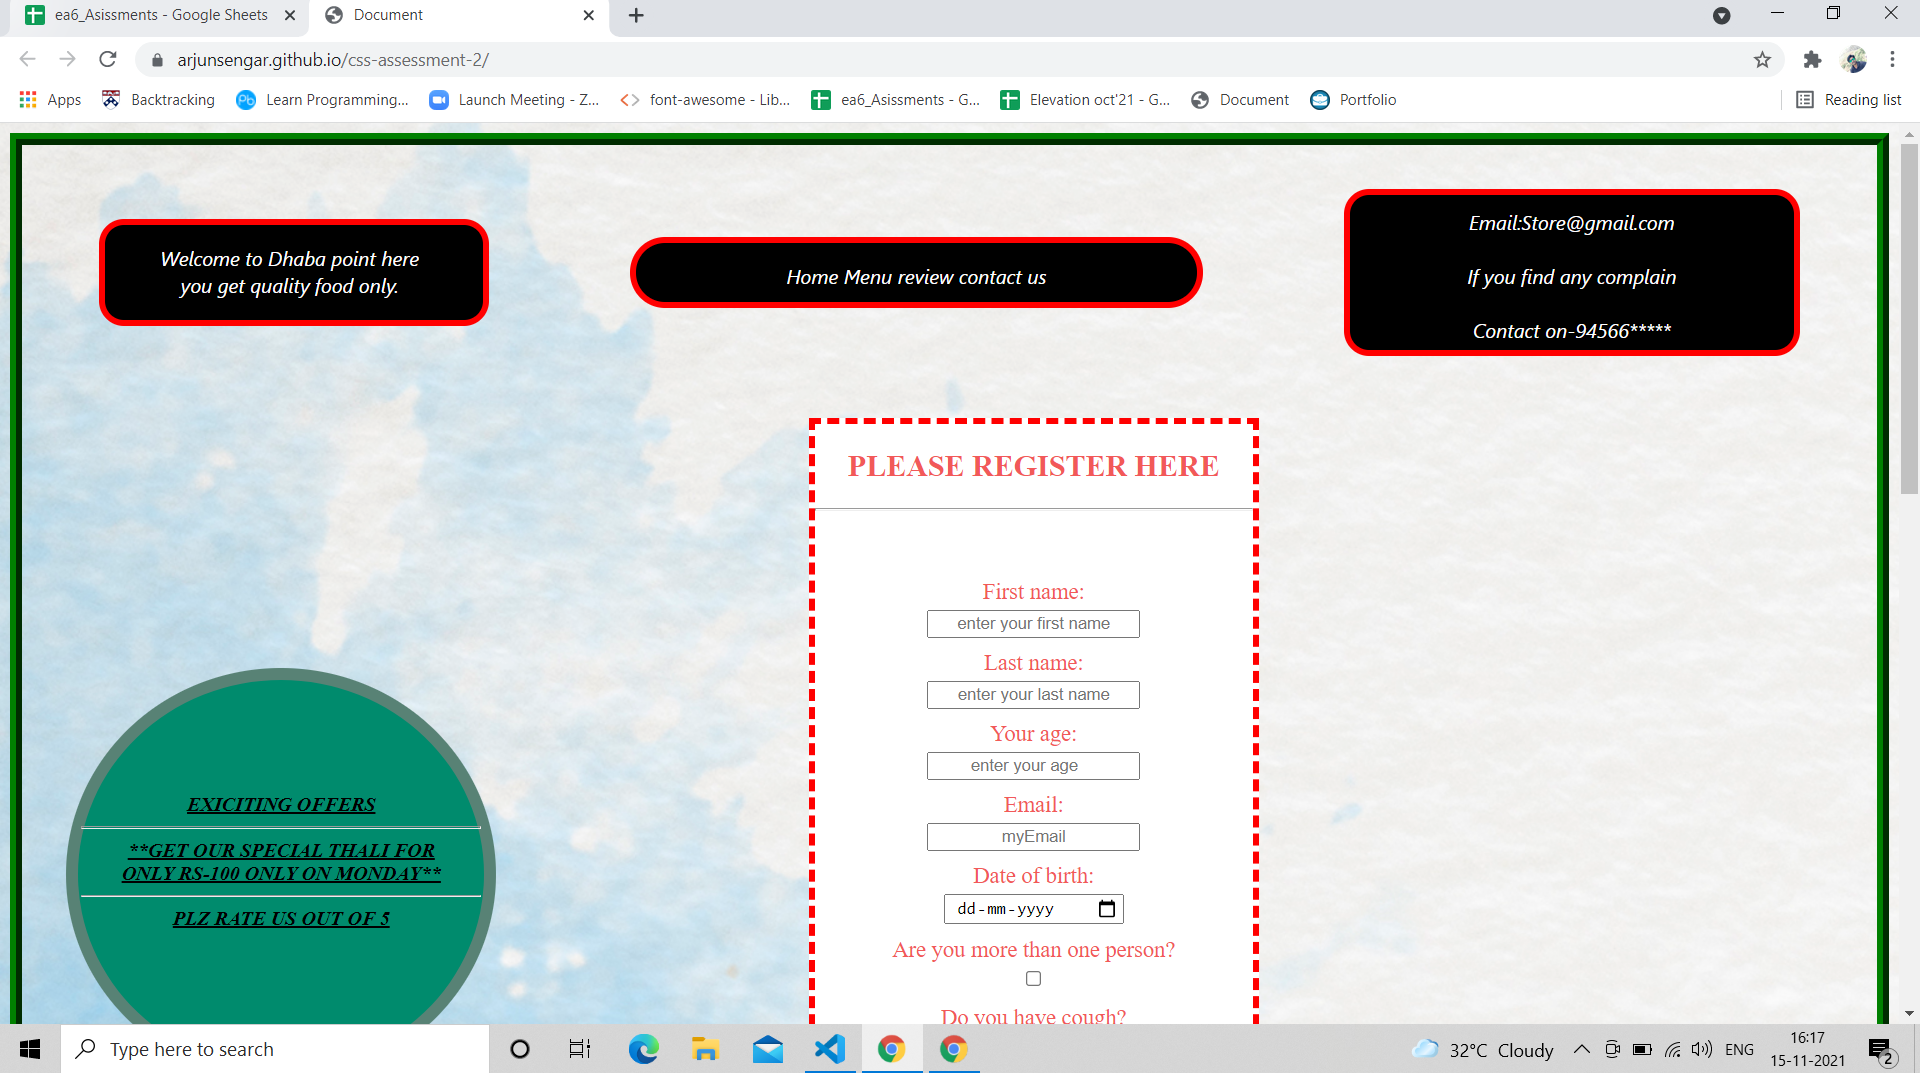 ea6_Asissments - Google Sheets
Document
arjunsengar.github.io/css-assessment-2/
Apps
Backtracking
Learn Programming...
Launch Meeting - Z...
font-awesome - Lib...
ea6_Asissments - G...
Elevation oct'21 - G...
Document
Portfolio
Reading list
Welcome to Dhaba point here
you get quality food only.
Home Menu review contact us
Email:Store@gmail.com
If you find any complain
Contact on-94566*****
PLEASE REGISTER HERE
First name:
enter your first name
Last name:
enter your last name
Your age:
enter your age
Email:
myEmail
Date of birth:
dd-mm-yyyy
Are you more than one person?
Do you have cough?
EXICITING OFFERS
**GET OUR SPECIAL THALI FOR
ONLY RS-100 ONLY ON MONDAY**
PLZ RATE US OUT OF 5
Type here to search
32°C Cloudy
ENG
16:17
15-11-2021
2